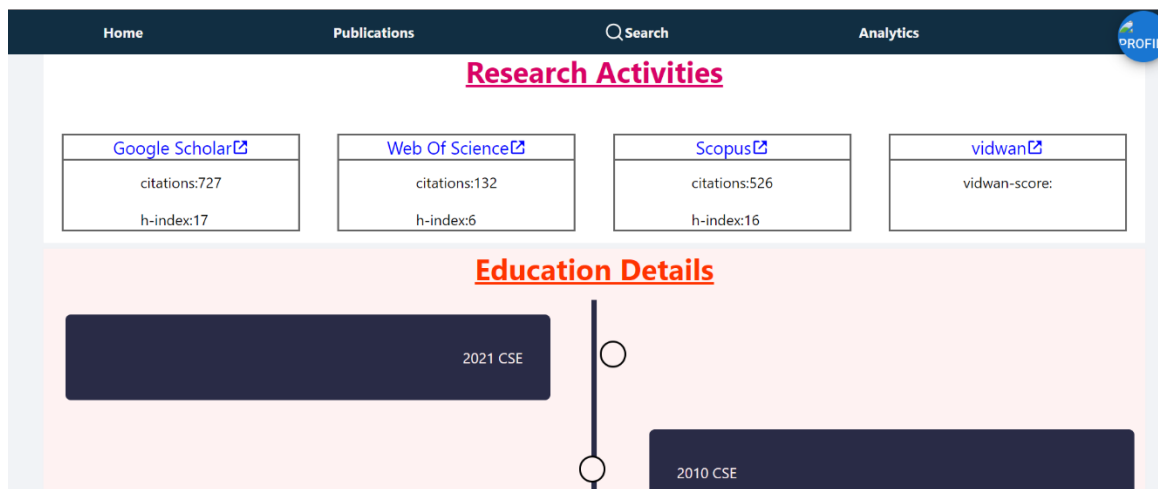 Home Publications Search Analytics
PROFI
Research Activities
Google Scholar Web Of Science Scopus vidwan
citations:727 citations:132 citations:526 vidwan-score:
h-index:17 h-index:6 h-index:16
Education Details
2021 CSE
2010 CSE